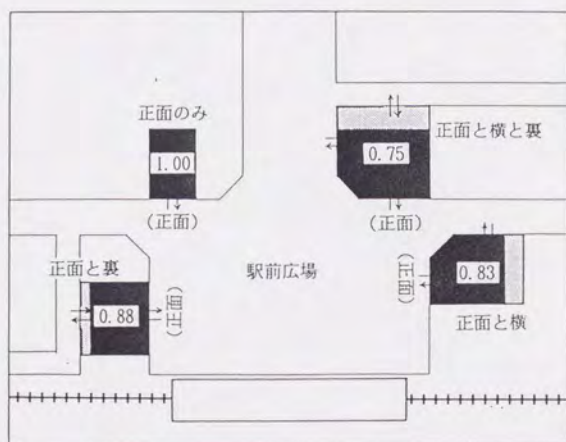 正面のみ
1.00
(正面)
正面と横と裏
0.75
(正面)
駅前広場
正面と裏
0.88
(正面)
(正面)
0.83
正面と横